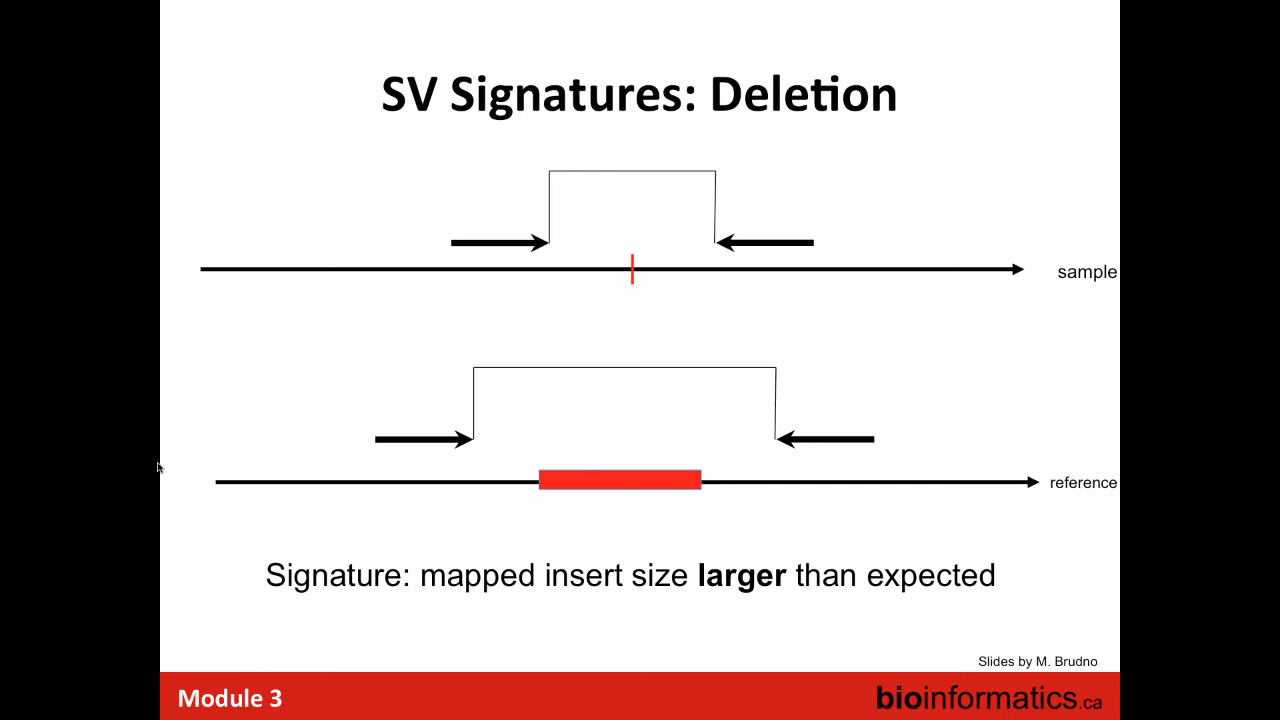 SV Signatures: Deletion
sample
reference
Signature: mapped insert size larger than expected
Slides by M. Brudno
Module 3
bioinformatics.ca